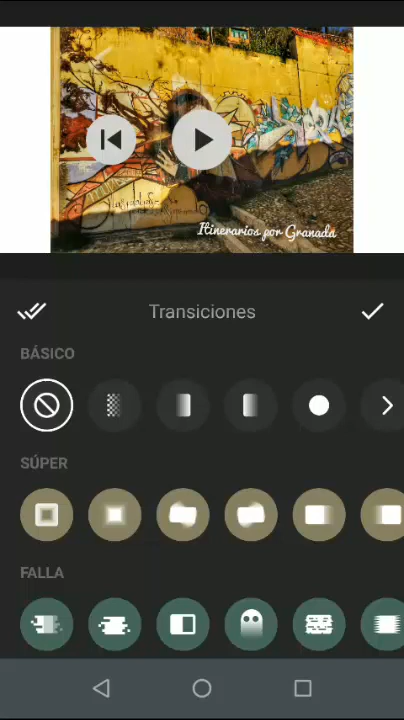 Itinerarios por Granada
Transiciones
BÁSICO
SÚPER
FALLA